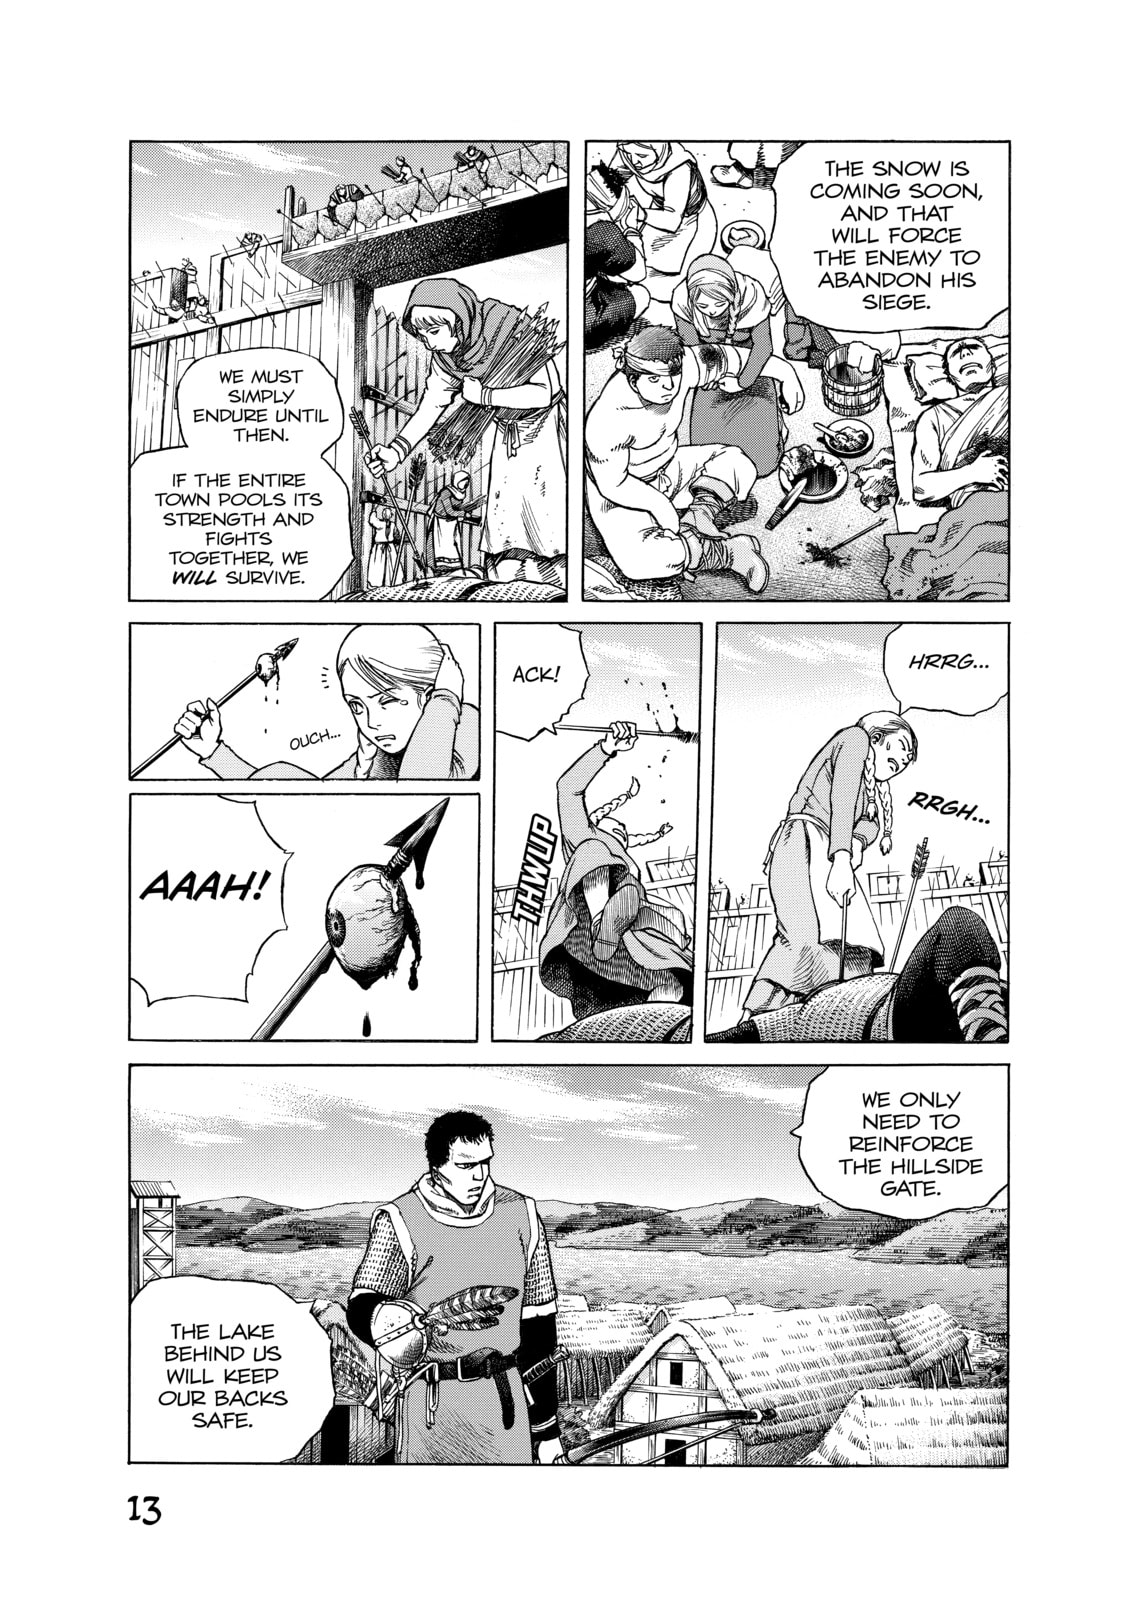 THE SNOW IS
COMING SOON,
AND THAT
WILL FORCE
THE ENEMY TO
ABANDON HIS
SIEGE.
WE MUST
SIMPLY
ENDURE UNTIL
THEN.
IF THE ENTIRE
TOWN POOLS ITS
STRENGTH AND
FIGHTS
TOGETHER, WE
WILL SURVIVE.
HRRG...
RRGH...
ACK!
THWUP
OUCH...
AAAH!
WE ONLY
NEED TO
REINFORCE
THE HILLSIDE
GATE.
THE LAKE
BEHIND US
WILL KEEP
OUR BACKS
SAFE.
13